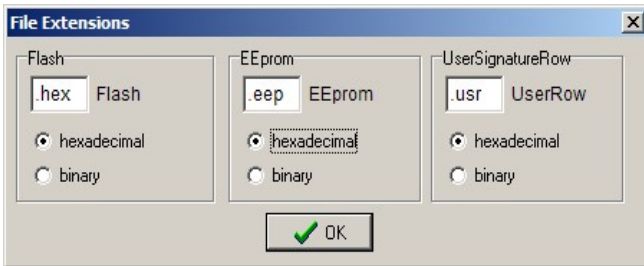 File Extensions
Flash
.hex Flash
hexadecimal
binary
EEprom
.eep EEprom
hexadecimal
binary
UserSignatureRow
.usr UserRow
hexadecimal
binary
OK